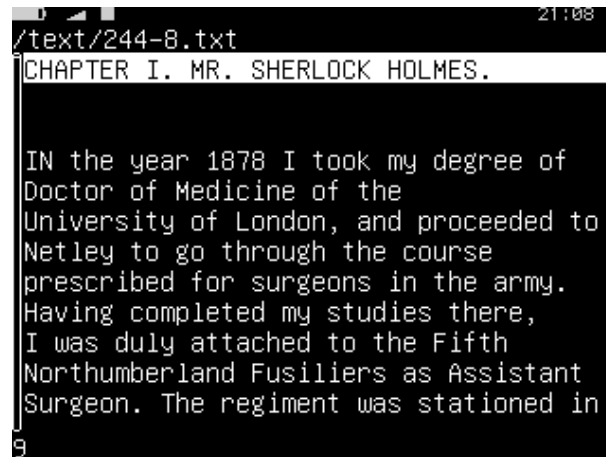 21:08
/text/244-8.txt
CHAPTER I. MR. SHERLOCK HOLMES.
IN the year 1878 I took my degree of
Doctor of Medicine of the
University of London, and proceeded to
Netley to go through the course
prescribed for surgeons in the army.
Having completed my studies there,
I was duly attached to the Fifth
Northumberland Fusiliers as Assistant
Surgeon. The regiment was stationed in
9